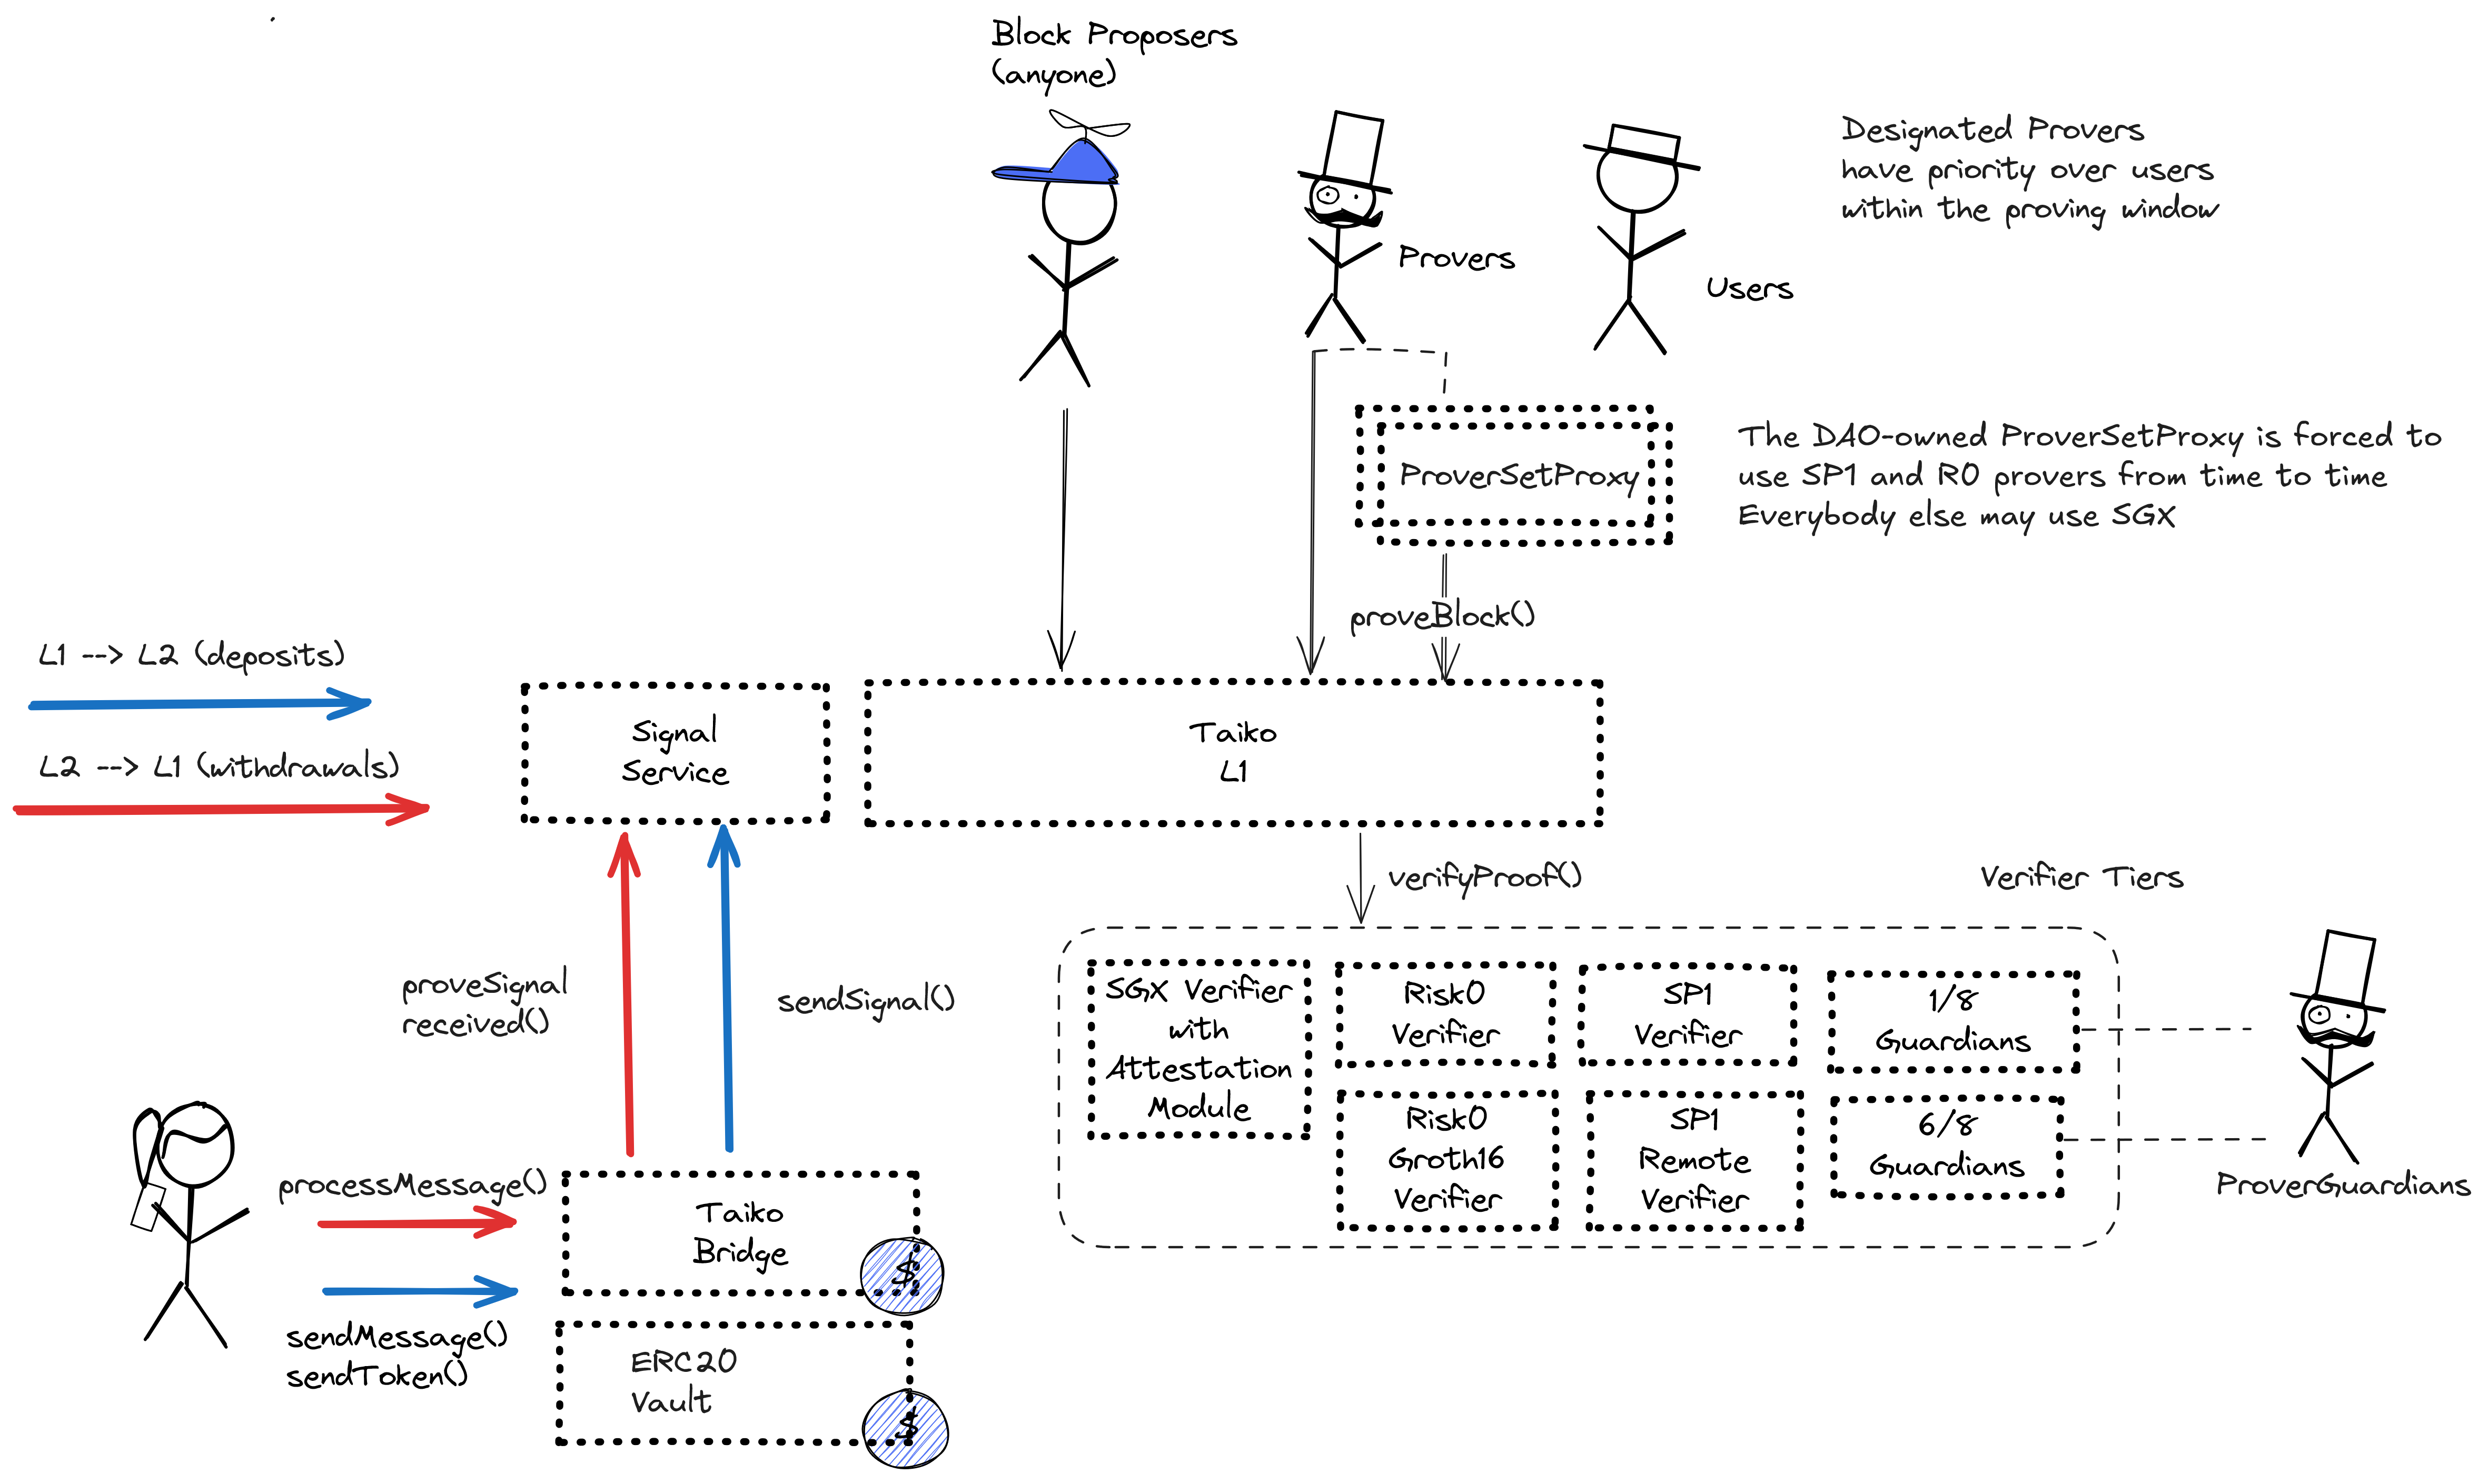 Block Proposers
(anyone)
Designated Provers
have priority over users
within the proving window
Provers
Users
ProverSetProxy
The DAO-owned ProverSetProxy is forced to
use SP1 and R0 provers from time to time
Everybody else may use SGX
proveBlock()
L1 --> L2 (deposits)
L2 --> L1 (withdrawals)
Signal
Service
Taiko
L1
verifyProof()
Verifier Tiers
SGX Verifier
with
Attestation
Module
Risk0
Verifier
SP1
Verifier
1/8
Guardians
Risk0
Groth16
Verifier
SP1
Remote
Verifier
6/8
Guardians
ProverGuardians
proveSignal
received()
sendSignal()
processMessage()
sendMessage()
sendToken()
Taiko
Bridge
$
ERC20
Vault
$